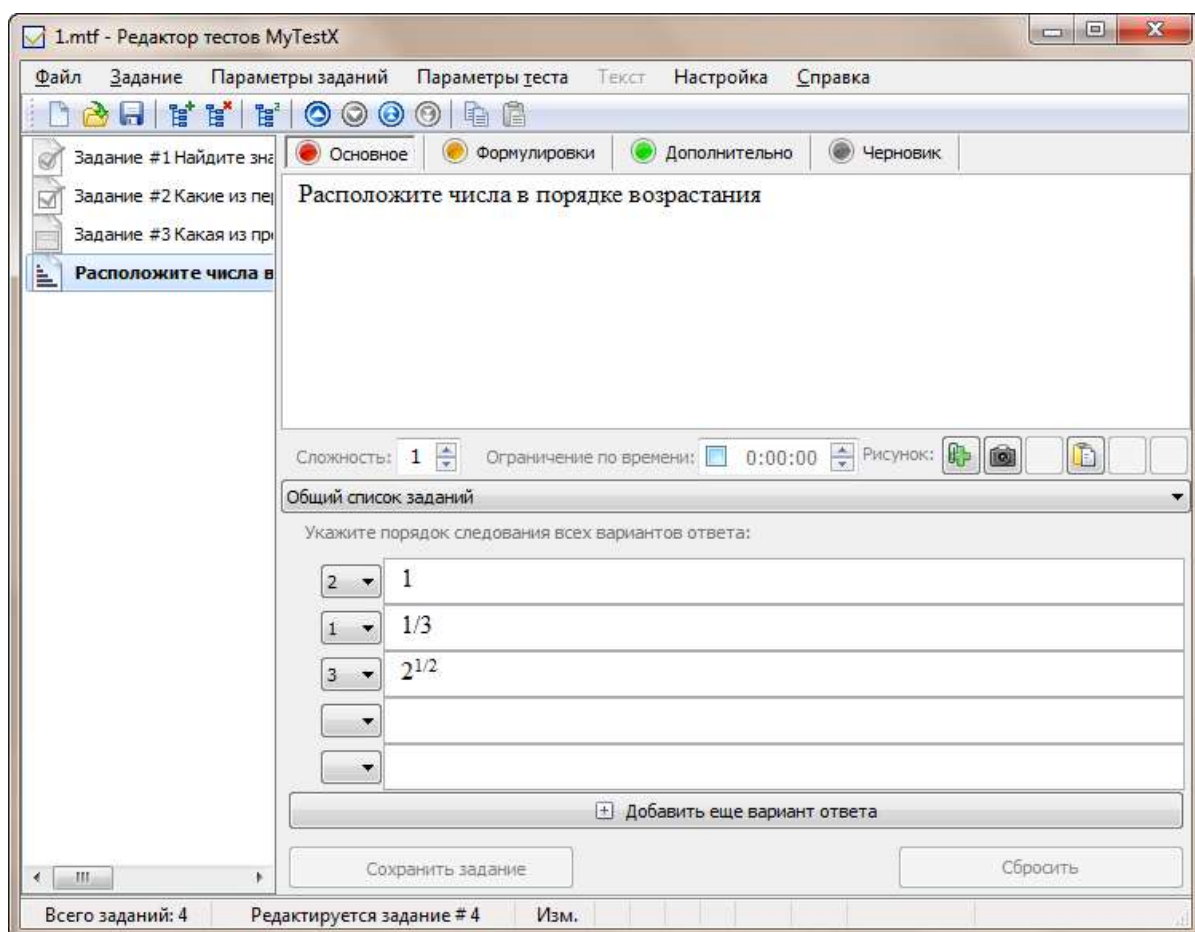 1.mtf - Редактор тестов MyTestX
Файл Задание Параметры заданий Параметры теста Текст Настройка Справка
Задание #1 Найдите зна
Задание #2 Какие из пе
Задание #3 Какая из пр
Расположите числа в
Основное Формулировки Дополнительно Черновик
Расположите числа в порядке возрастания
Сложность: 1 Ограничение по времени: 0:00:00 Рисунок:
Общий список заданий
Укажите порядок следования всех вариантов ответа:
2 1
1 1/3
3 2^1/2
Добавить еще вариант ответа
Сохранить задание Сбросить
Всего заданий: 4 Редактируется задание # 4 Изм.